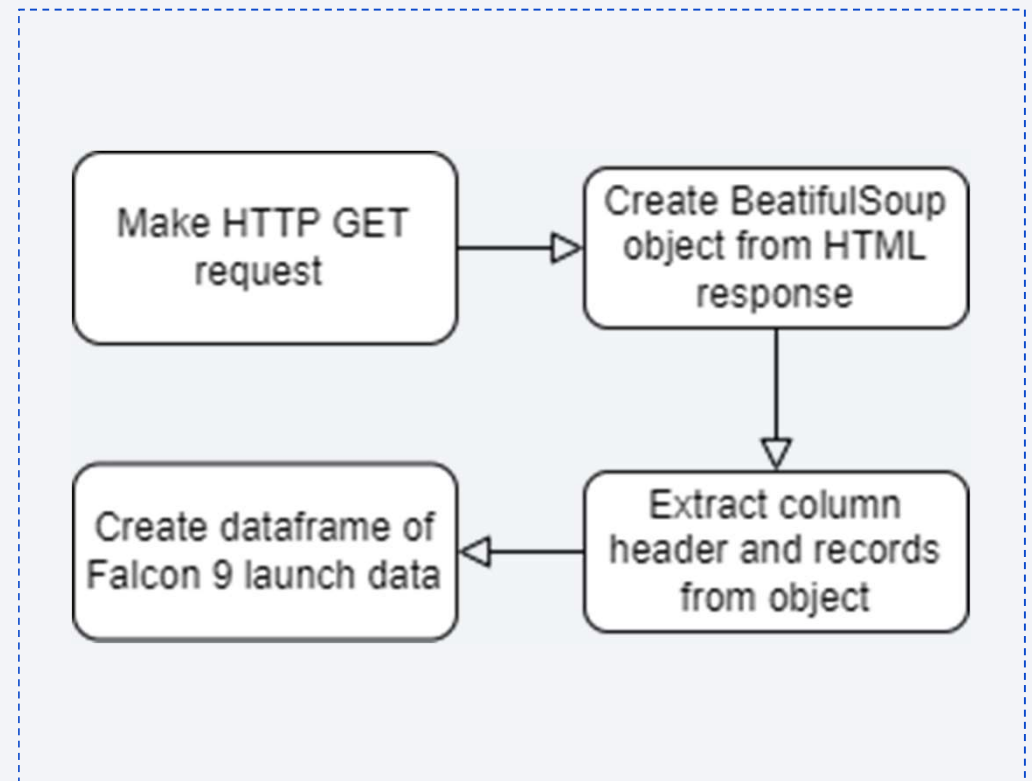 Make HTTP GET
request
Create BeatifulSoup
object from HTML
response
Extract column
header and records
from object
Create dataframe of
Falcon 9 launch data